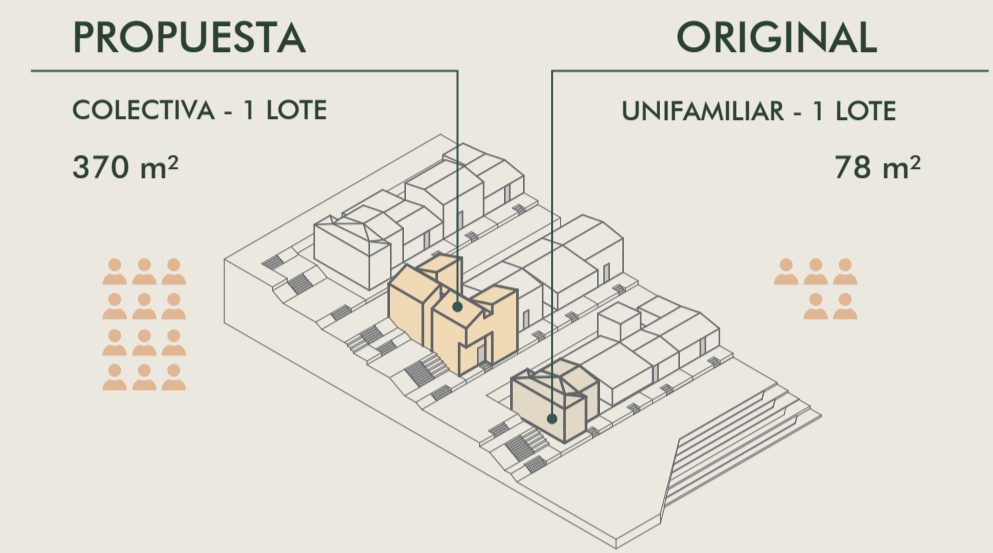 PROPUESTA
COLECTIVA - 1 LOTE
370 m²
ORIGINAL
UNIFAMILIAR - 1 LOTE
78 m²